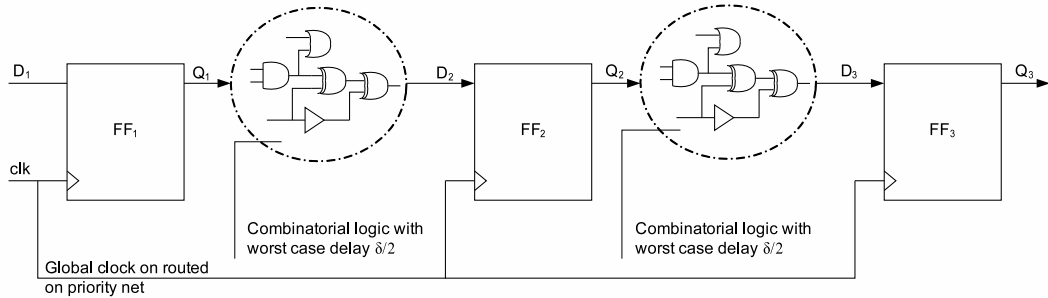 D1
Q1
D2
Q2
D3
Q3
FF1
FF2
FF3
clk
Combinatorial logic with
worst case delay δ/2
Combinatorial logic with
worst case delay δ/2
Global clock on routed
on priority net